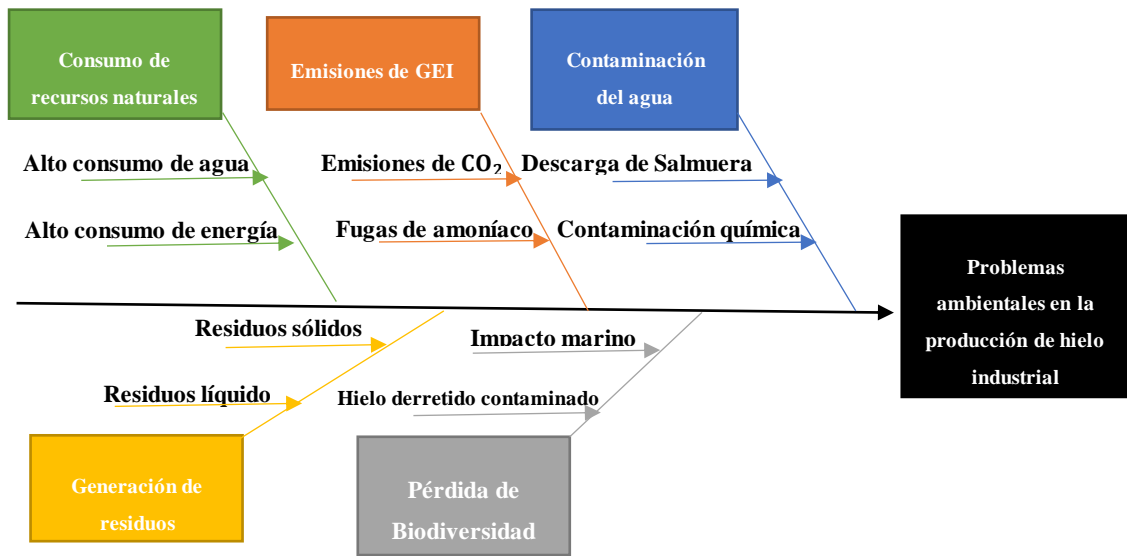 Consumo de
recursos naturales
Emisiones de GEI
Contaminación
del agua
Alto consumo de agua
Emisiones de CO₂
Descarga de Salmuera
Alto consumo de energía
Fugas de amoníaco
Contaminación química
Problemas
ambientales en la
producción de hielo
industrial
Residuos sólidos
Impacto marino
Residuos líquido
Hielo derretido contaminado
Generación de
residuos
Pérdida de
Biodiversidad